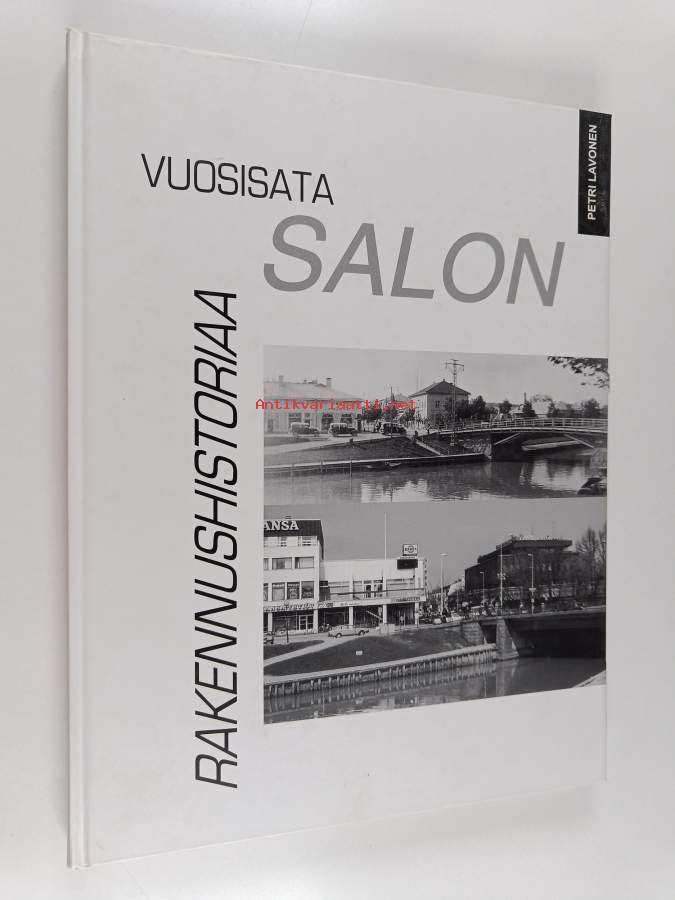 PETRI LAVONEN
VUOSISATA
SALON
RAKENNUSHISTORIAA
Antikvariaatti.net
ANSA